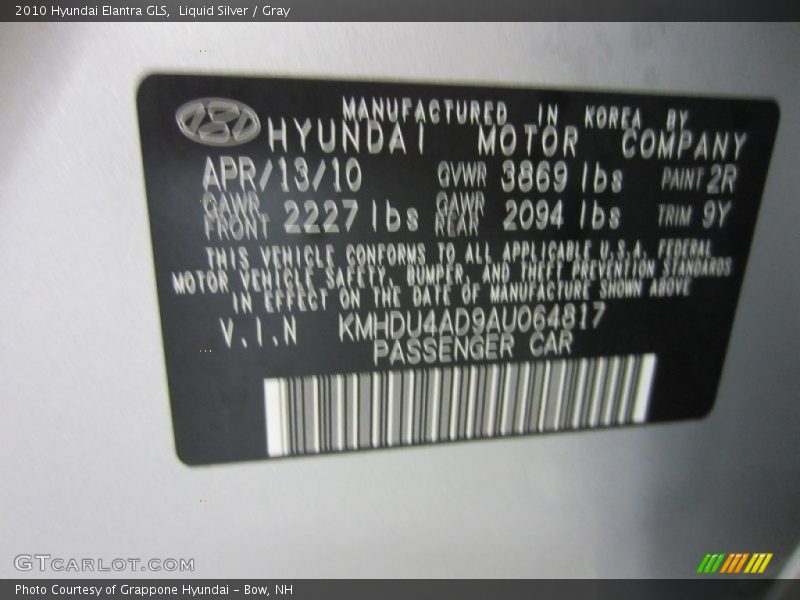 2010 Hyundai Elantra GLS, Liquid Silver / Gray
MANUFACTURED IN KOREA BY
HYUNDAI MOTOR COMPANY
APR/13/10 GVWR 3869 lbs PAINT 2R
GAWR FRONT 2227 lbs GAWR REAR 2094 lbs TRIM 9Y
THIS VEHICLE CONFORMS TO ALL APPLICABLE U.S.A. FEDERAL
MOTOR VEHICLE SAFETY, BUMPER, AND THEFT PREVENTION STANDARDS
IN EFFECT ON THE DATE OF MANUFACTURE SHOWN ABOVE
V.I.N KMHDU4AD9AU064817
PASSENGER CAR
GTCARLOT.COM
Photo Courtesy of Grappone Hyundai - Bow, NH